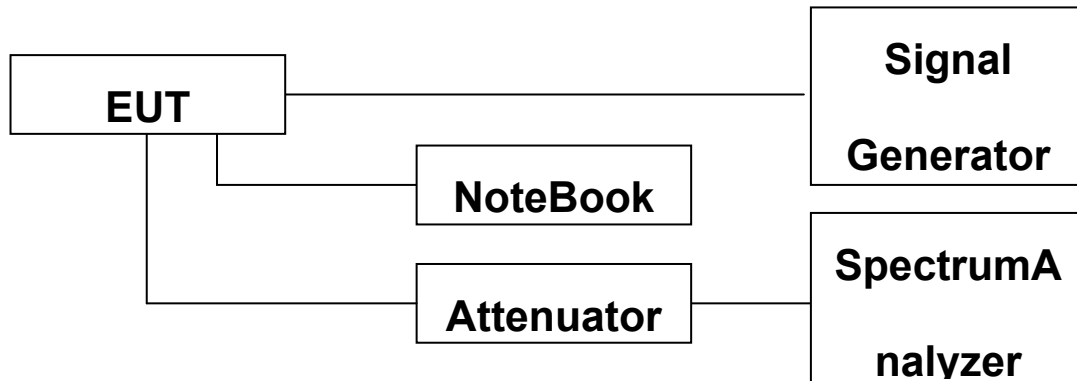 EUT
Signal
Generator
NoteBook
Attenuator
SpectrumA
nalyzer